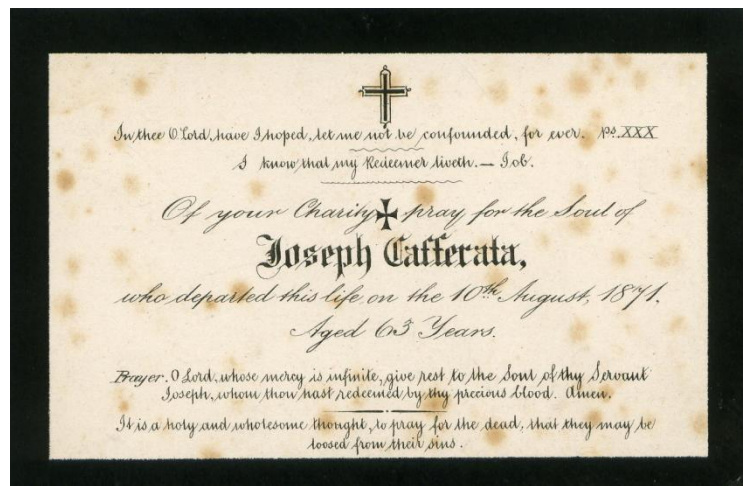 In thee O Lord, have I hoped, let me not be confounded, for ever. Ps. XXX
I know that my Redeemer liveth. — Job.
Of your Charity pray for the Soul of
Joseph Cafferata,
who departed this life, on the 10th August, 1871.
Aged 63 Years.
Prayer. O Lord, whose mercy is infinite, give rest to the Soul of thy Servant
Joseph, whom thou hast redeemed by thy precious blood. Amen.
It is a holy and wholesome thought, to pray for the dead, that they may be
loosed from their sins.